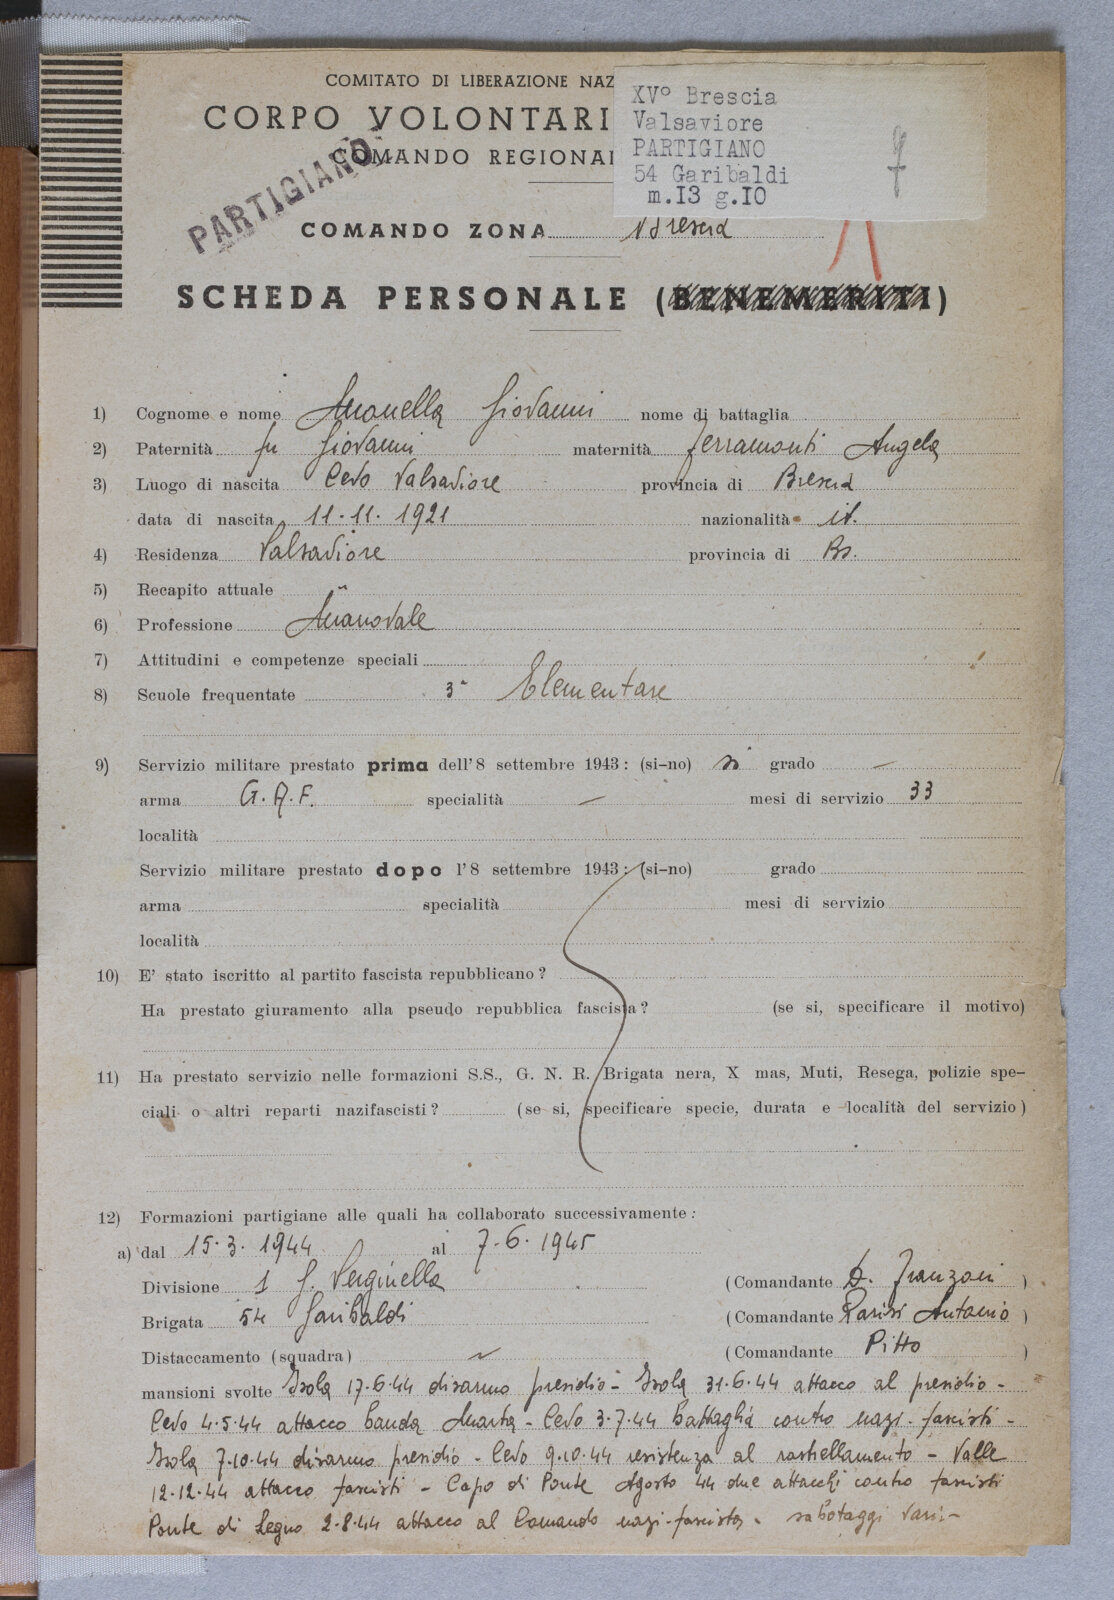 COMITATO DI LIBERAZIONE NAZ
CORPO VOLONTARI
COMANDO REGIONA
PARTIGIANO
XV° Brescia
Valsaviore
PARTIGIANO
54 Garibaldi
m.I3 g.IO
7
COMANDO ZONA Brescia
SCHEDA PERSONALE (BENEMERITI)
1) Cognome e nome Monella Giovanni nome di battaglia
2) Paternità fu Giovanni maternità Ferramonti Angela
3) Luogo di nascita Cevo Valsaviore provincia di Brescia
data di nascita 11-11-1921 nazionalità it.
4) Residenza Valsaviore provincia di Bs.
5) Recapito attuale "
6) Professione Manovale
7) Attitudini e competenze speciali
8) Scuole frequentate 3ª Elementare
9) Servizio militare prestato prima dell'8 settembre 1943: (si-no) si grado —
arma G.A.F. specialità — mesi di servizio 33
località
Servizio militare prestato dopo l'8 settembre 1943: (si-no) grado
arma specialità mesi di servizio
località
10) E' stato iscritto al partito fascista repubblicano?
Ha prestato giuramento alla pseudo repubblica fascista? (se si, specificare il motivo)
11) Ha prestato servizio nelle formazioni S.S., G. N. R. Brigata nera, X mas, Muti, Resega, polizie spe-
ciali o altri reparti nazifascisti? (se si, specificare specie, durata e località del servizio)
12) Formazioni partigiane alle quali ha collaborato successivamente:
a) dal 15.3.1944 al 7.6.1945
Divisione 1 G. Verginella (Comandante D. Franzoni)
Brigata 54 Garibaldi (Comandante Parisi Antonio)
Distaccamento (squadra) ~ (Comandante Pitto)
mansioni svolte Isola 17-6-44 disarmo presidio - Isola 31-6-44 attacco al presidio -
Cevo 4-5-44 attacco banda Marta - Cevo 3-7-44 Battaglia contro nazi-fascisti -
Isola 7-10-44 disarmo presidio - Cevo 9-10-44 resistenza al rastrellamento - Valle
12-12-44 attacco fascisti - Capo di Ponte Agosto 44 due attacchi contro fascisti
Ponte di Legno 2-8-44 attacco al Comando nazi-fascista - sabotaggi vari -